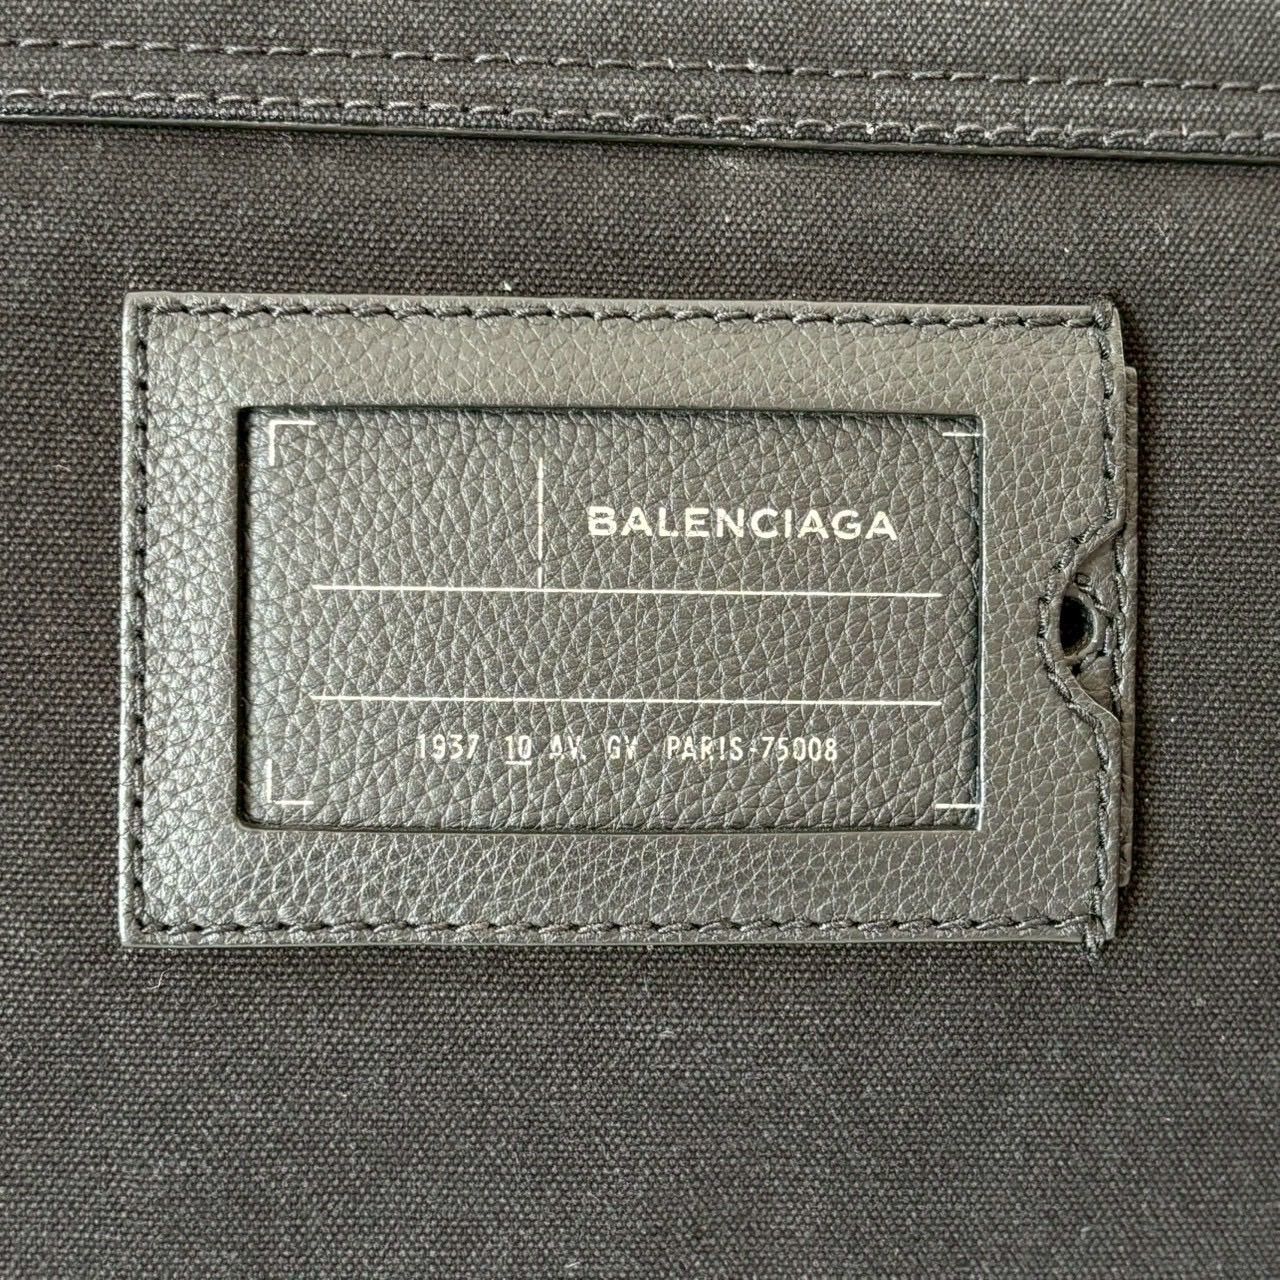 BALENCIAGA
1937 10 AV. GV PARIS-75008